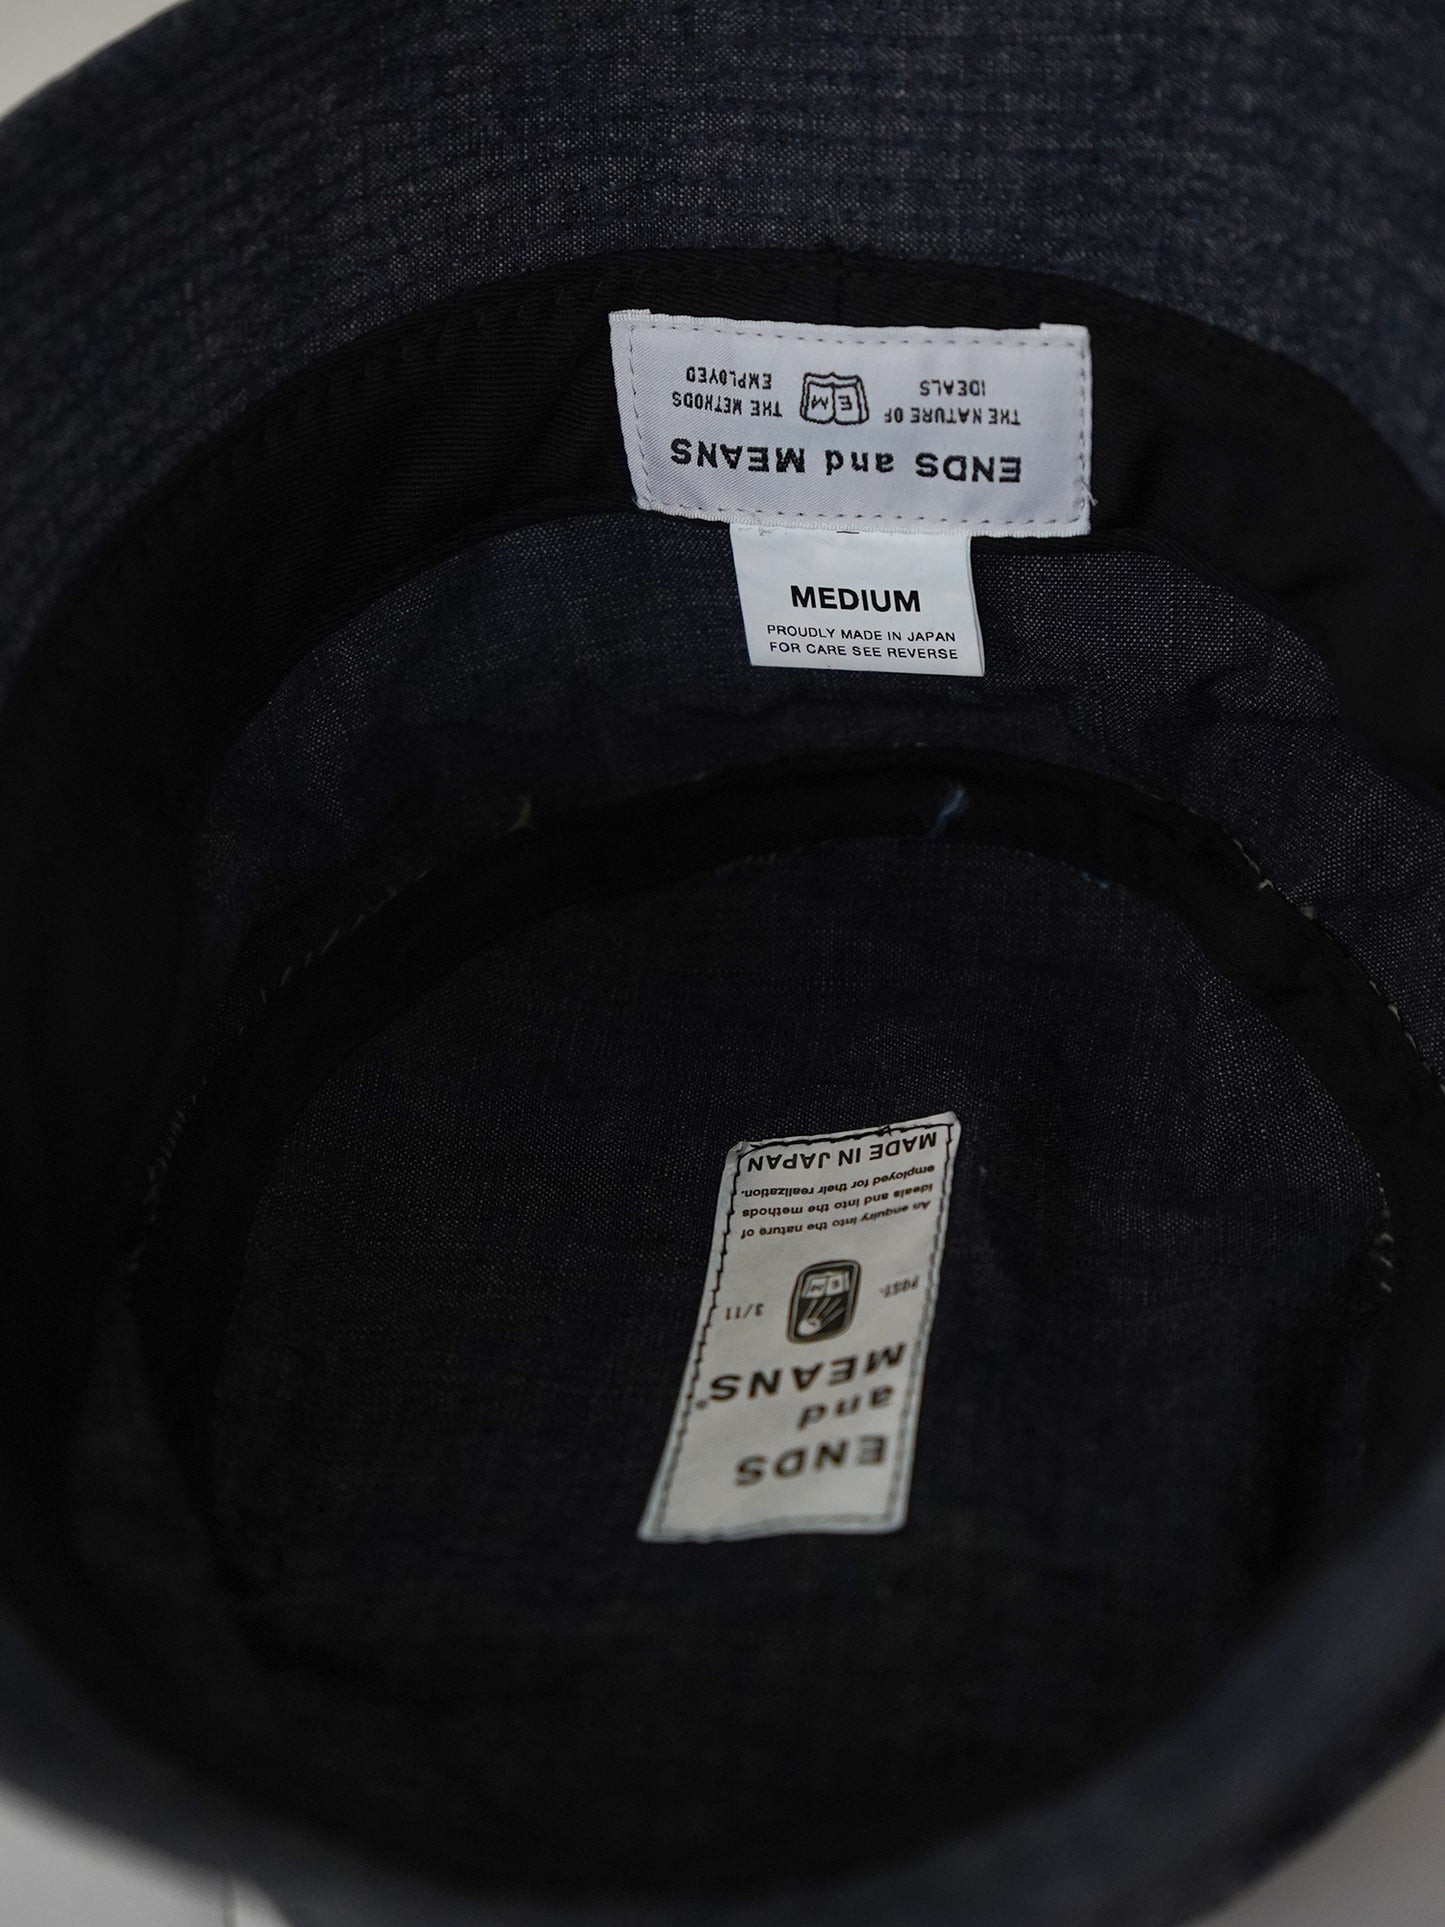 ENDS and MEANS
THE NATURE OF
IDEALS
EM
THE METHODS
EMPLOYED
MEDIUM
PROUDLY MADE IN JAPAN
FOR CARE SEE REVERSE
ENDS
and
MEANS®
POST-
EM
3/11
An enquiry into the nature of
ideals and into the methods
employed for their realization.
MADE IN JAPAN